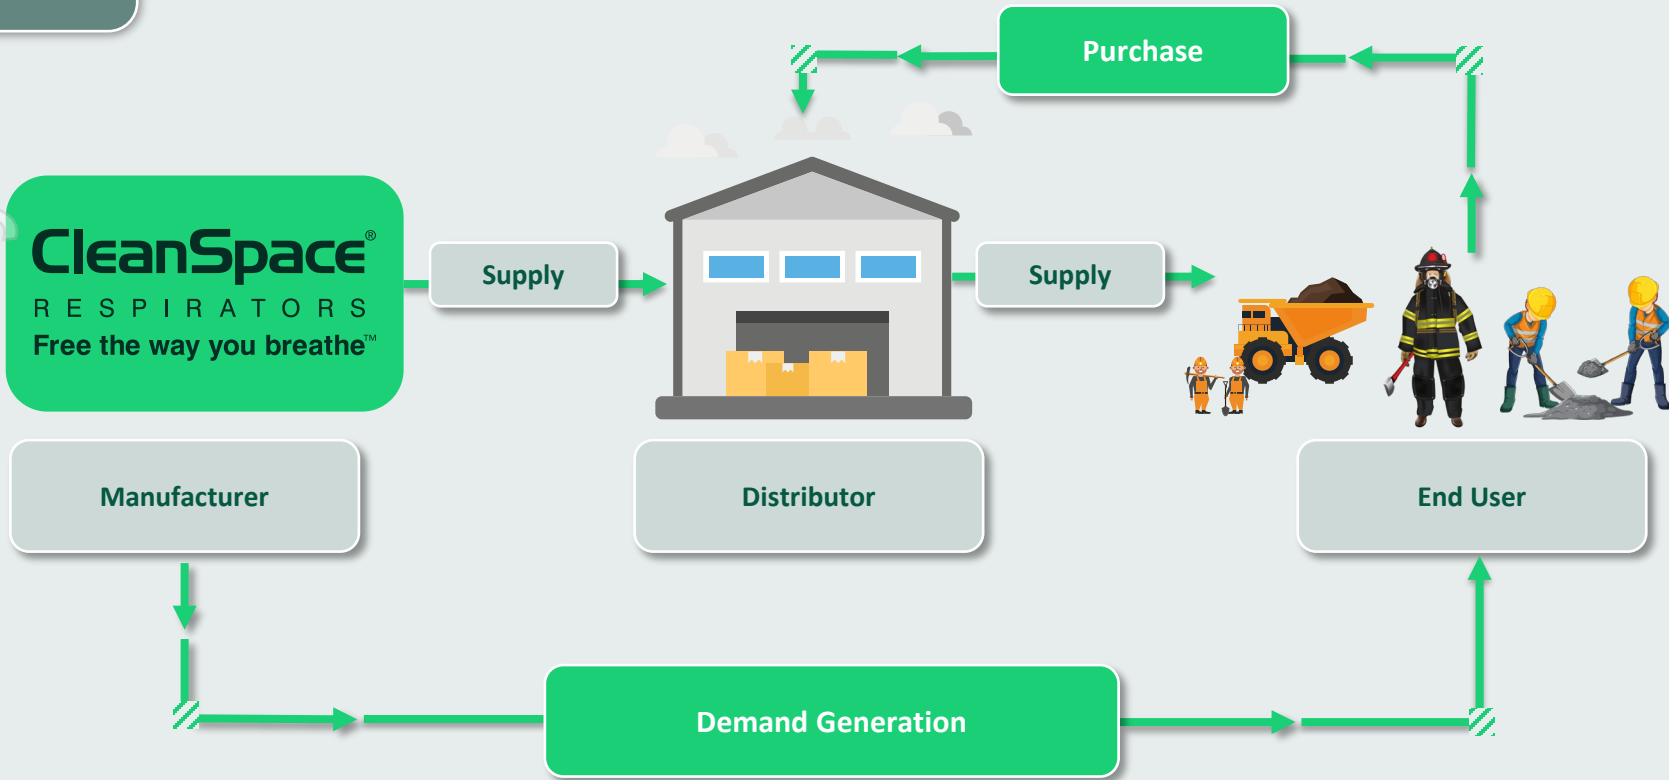 Purchase
CleanSpace®
RESPIRATORS
Free the way you breathe™
Supply
Supply
Manufacturer
Distributor
End User
Demand Generation